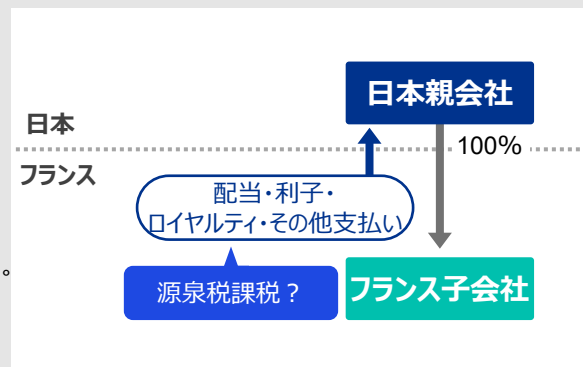 日本親会社
日本
100%
フランス
配当・利子・
ロイヤルティ・その他支払い
。
源泉税課税？
フランス子会社